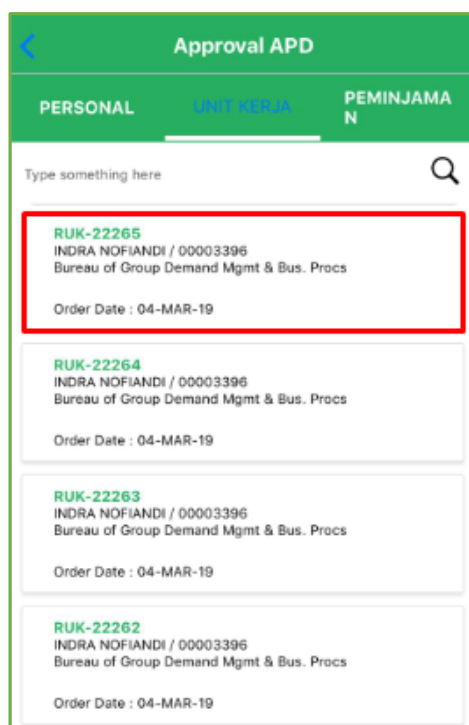 Approval APD
PERSONAL
UNIT KERJA
PEMINJAMA
N
Type something here
RUK-22265
INDRA NOFIANDI / 00003396
Bureau of Group Demand Mgmt & Bus. Procs
Order Date : 04-MAR-19
RUK-22264
INDRA NOFIANDI / 00003396
Bureau of Group Demand Mgmt & Bus. Procs
Order Date : 04-MAR-19
RUK-22263
INDRA NOFIANDI / 00003396
Bureau of Group Demand Mgmt & Bus. Procs
Order Date : 04-MAR-19
RUK-22262
INDRA NOFIANDI / 00003396
Bureau of Group Demand Mgmt & Bus. Procs
Order Date : 04-MAR-19